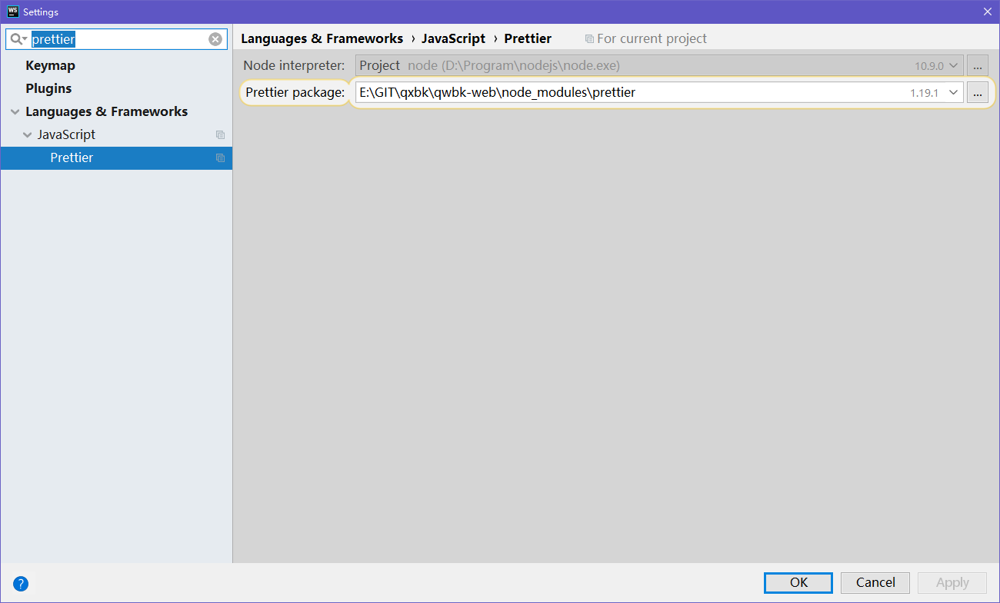 WS Settings
prettier
Keymap
Plugins
Languages & Frameworks
JavaScript
Prettier
Languages & Frameworks › JavaScript › Prettier For current project
Node interpreter: Project node (D:\Program\nodejs\node.exe) 10.9.0 ...
Prettier package: E:\GIT\qxbk\qwbk-web\node_modules\prettier 1.19.1 ...
? OK Cancel Apply